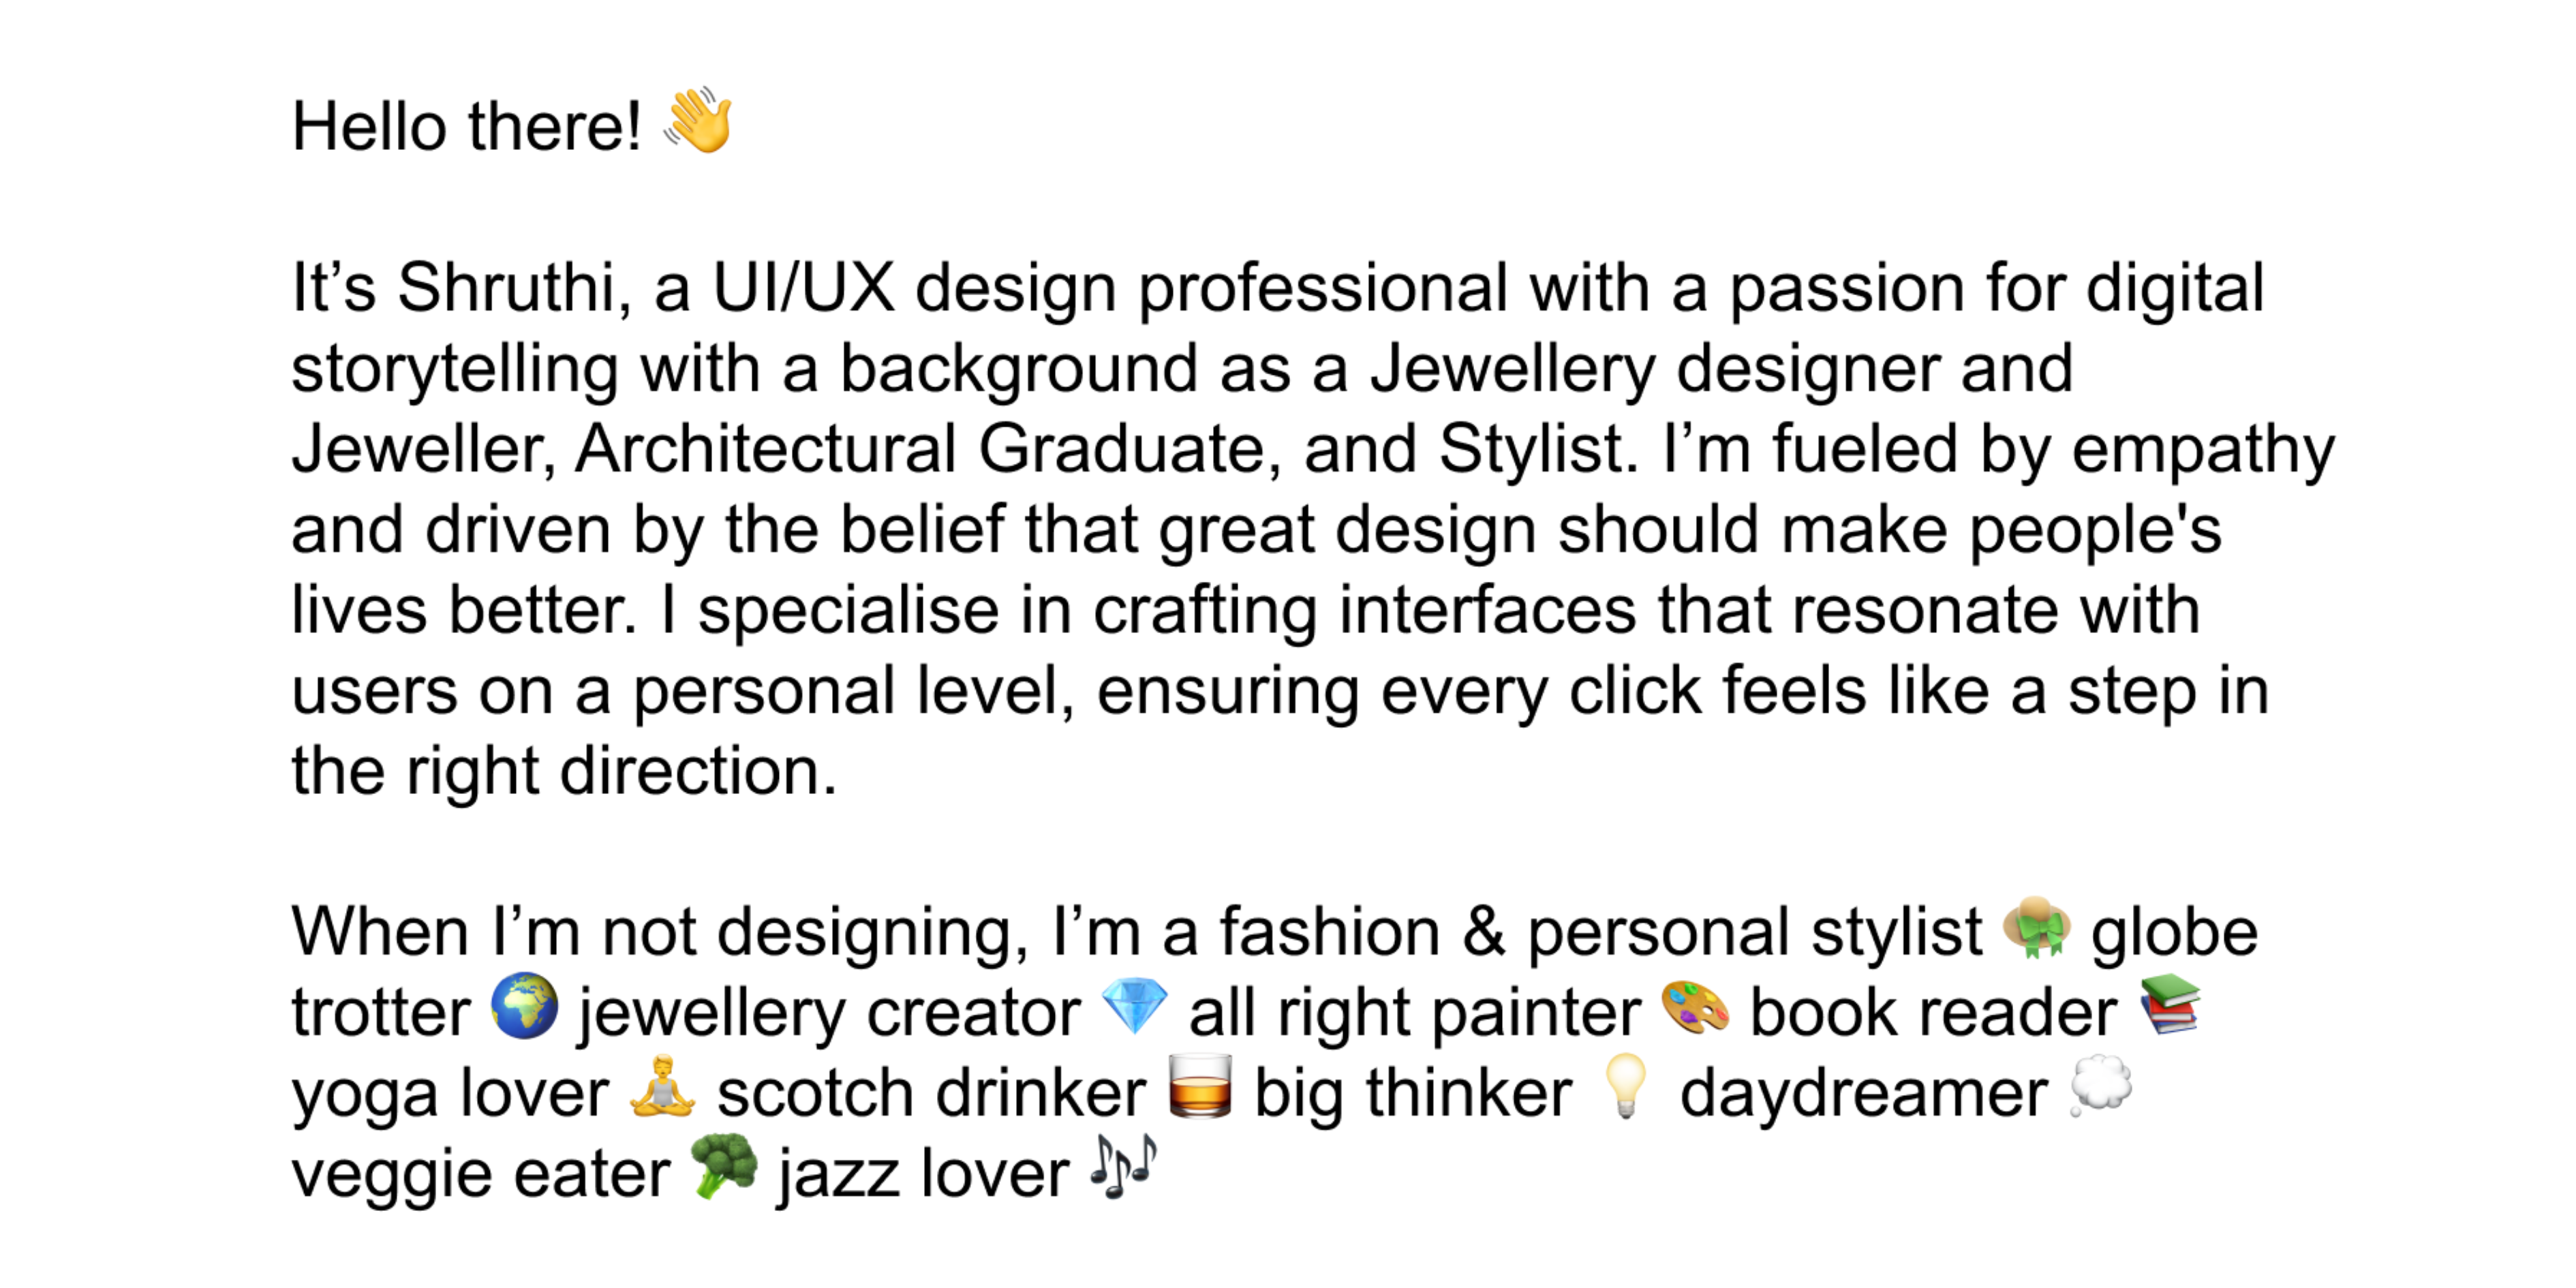 Hello there! 👋
It’s Shruthi, a UI/UX design professional with a passion for digital
storytelling with a background as a Jewellery designer and
Jeweller, Architectural Graduate, and Stylist. I’m fueled by empathy
and driven by the belief that great design should make people's
lives better. I specialise in crafting interfaces that resonate with
users on a personal level, ensuring every click feels like a step in
the right direction.
When I’m not designing, I’m a fashion & personal stylist 👒 globe
trotter 🌍 jewellery creator 💎 all right painter 🎨 book reader 📚
yoga lover 🧘 scotch drinker 🥃 big thinker 💡 daydreamer 💭
veggie eater 🥦 jazz lover 🎶